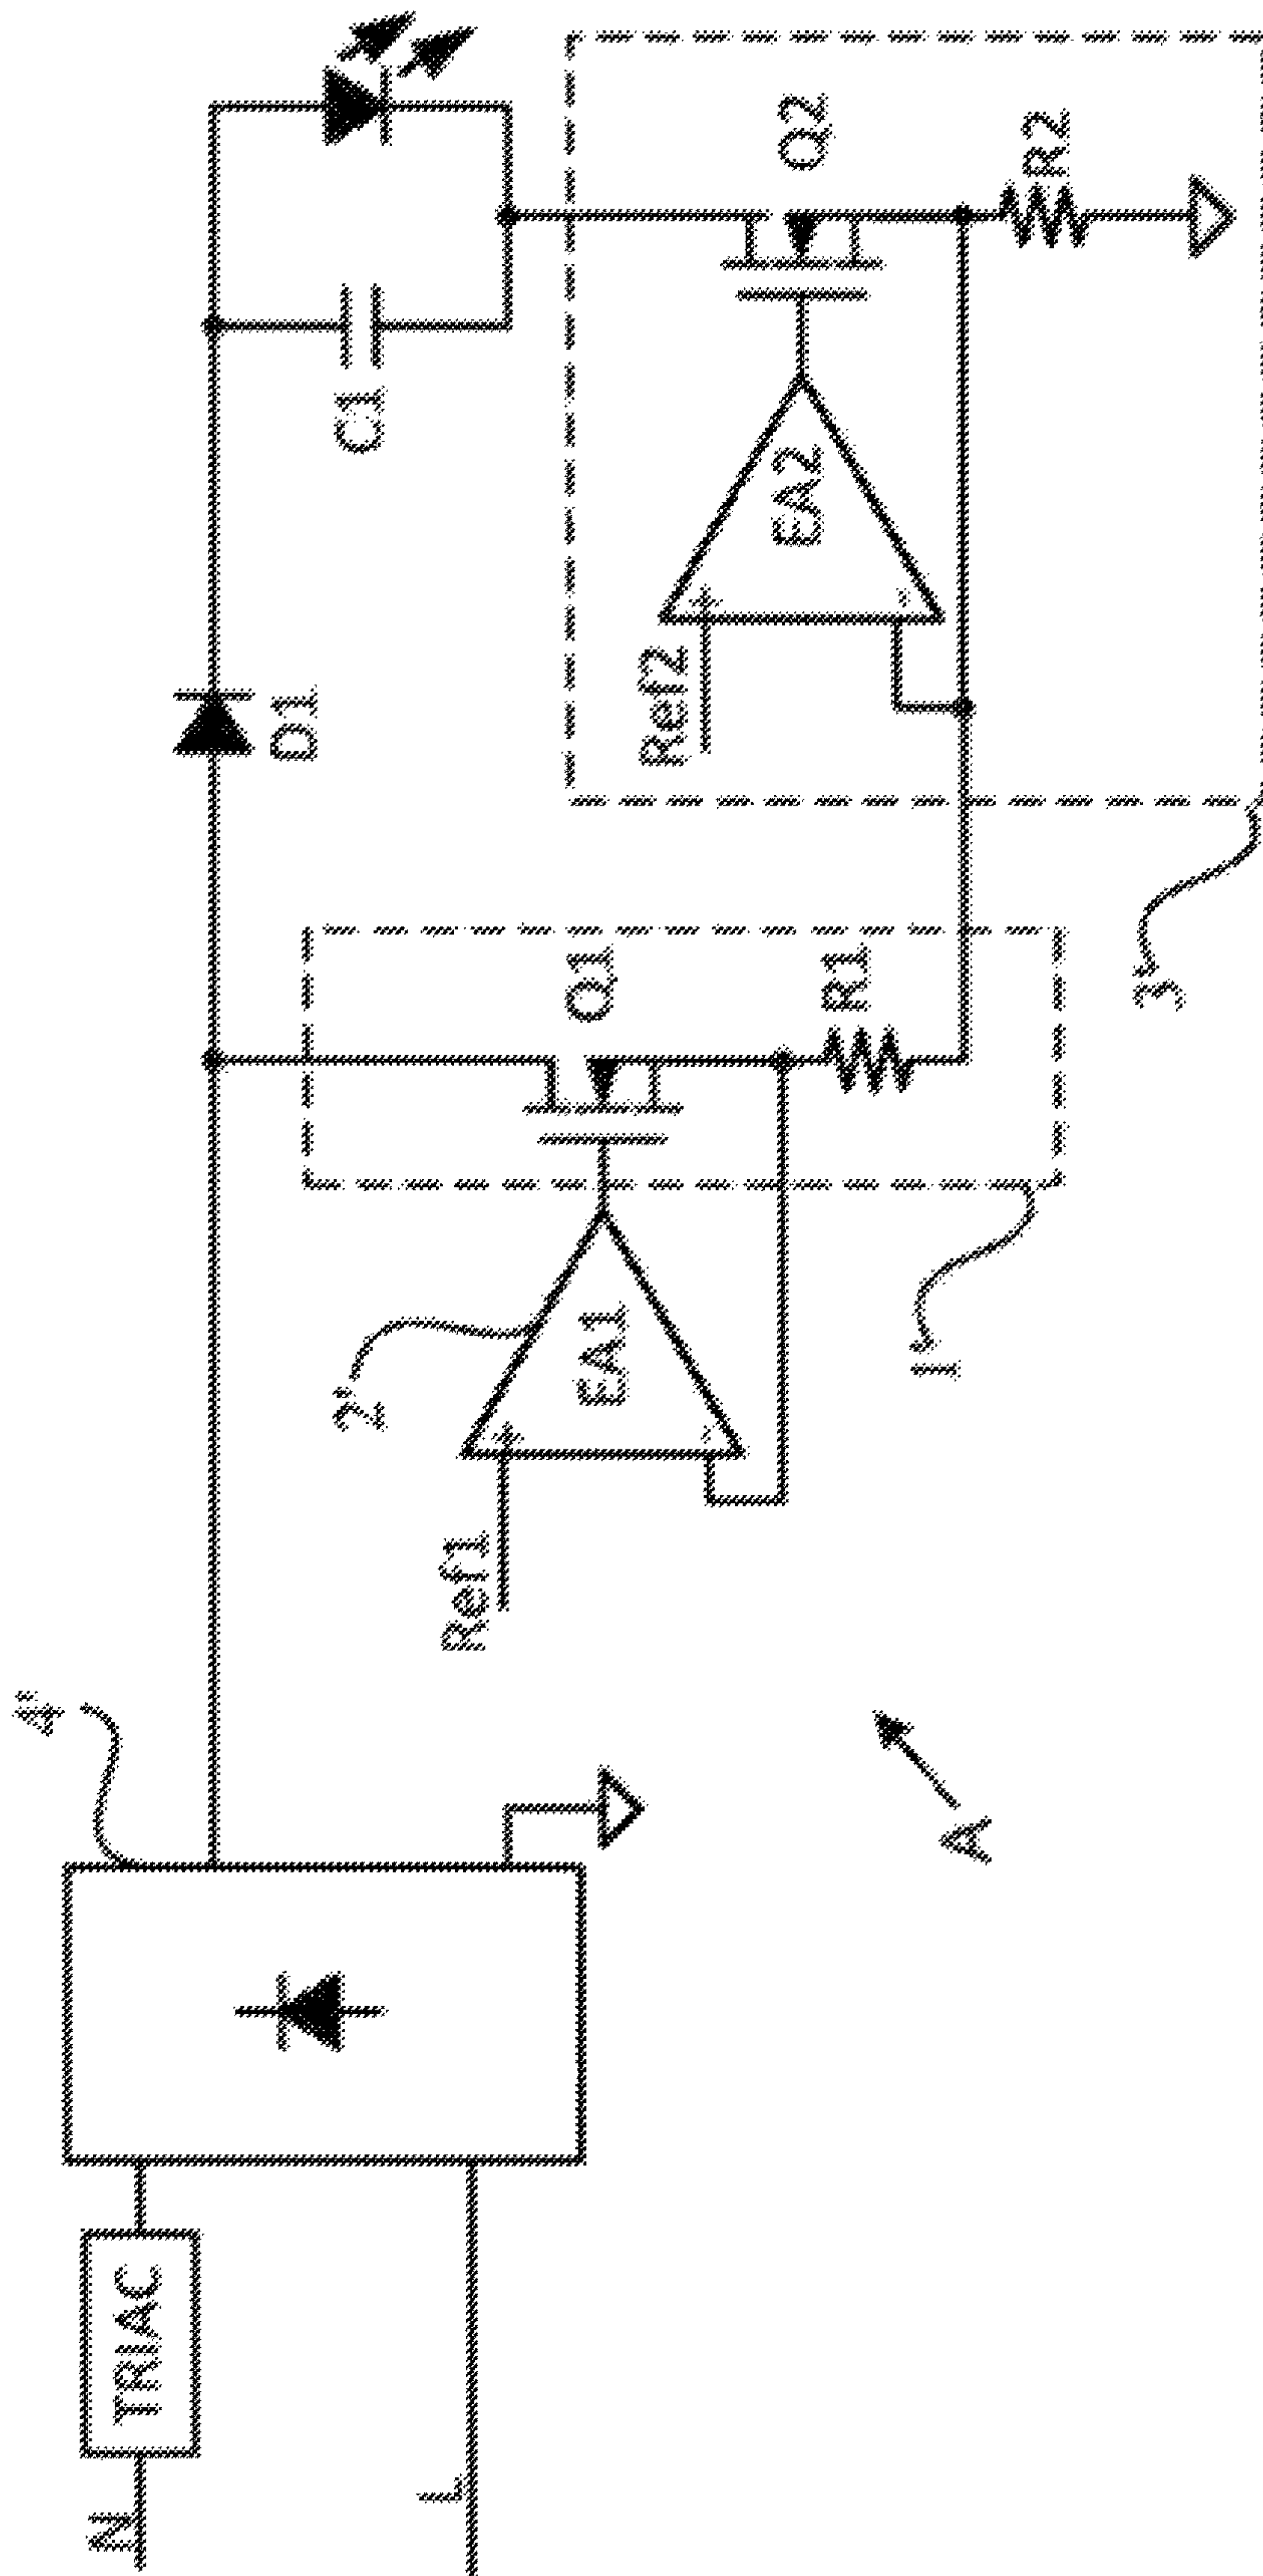 N
TRIAC
L
4'
A
Ref1
2'
EA1
1'
Q1
R1
D1
3'
Ref2
EA2
C1
Q2
R2